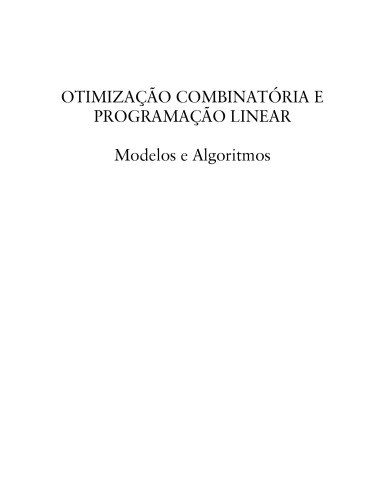 OTIMIZAÇÃO COMBINATÓRIA E
PROGRAMAÇÃO LINEAR
Modelos e Algoritmos